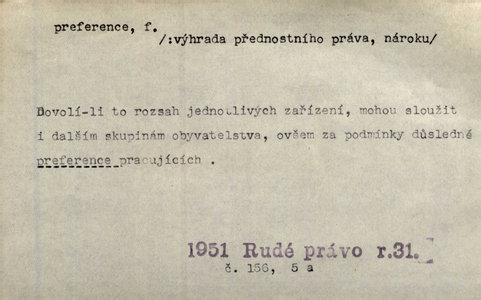 preference, f.
/:výhrada přednostního práva, nároku/
Dovolí-li to rozsah jednotlivých zařízení, mohou sloužit
i dalším skupinám obyvatelstva, ovšem za podmínky důsledné
preference pracujících .
1951 Rudé právo r.31.
č. 156, 5 a